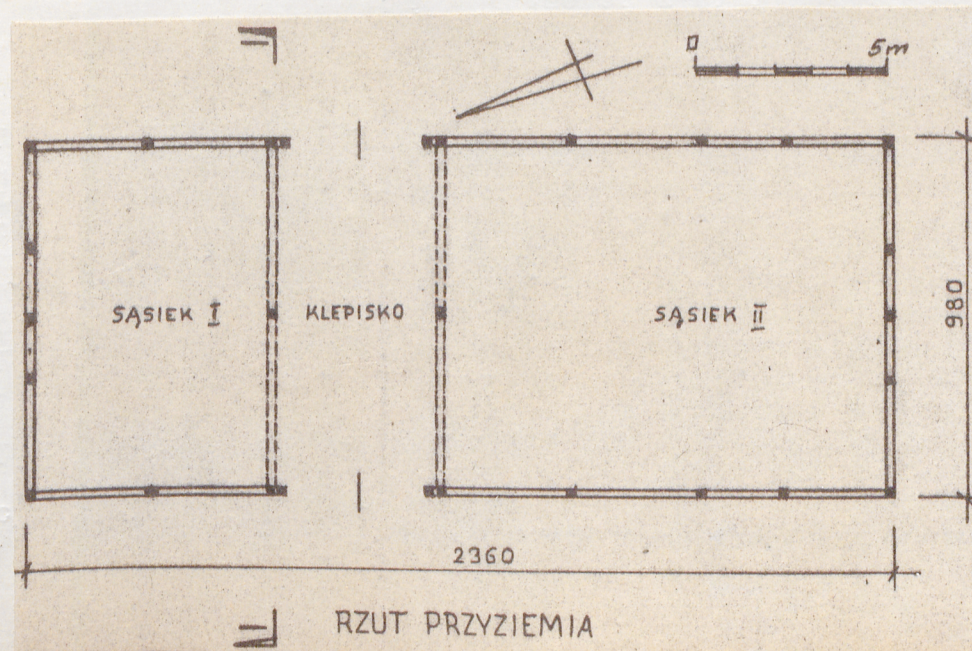 0 5m
SĄSIEK I KLEPISKO SĄSIEK II
980
2360
RZUT PRZYZIEMIA